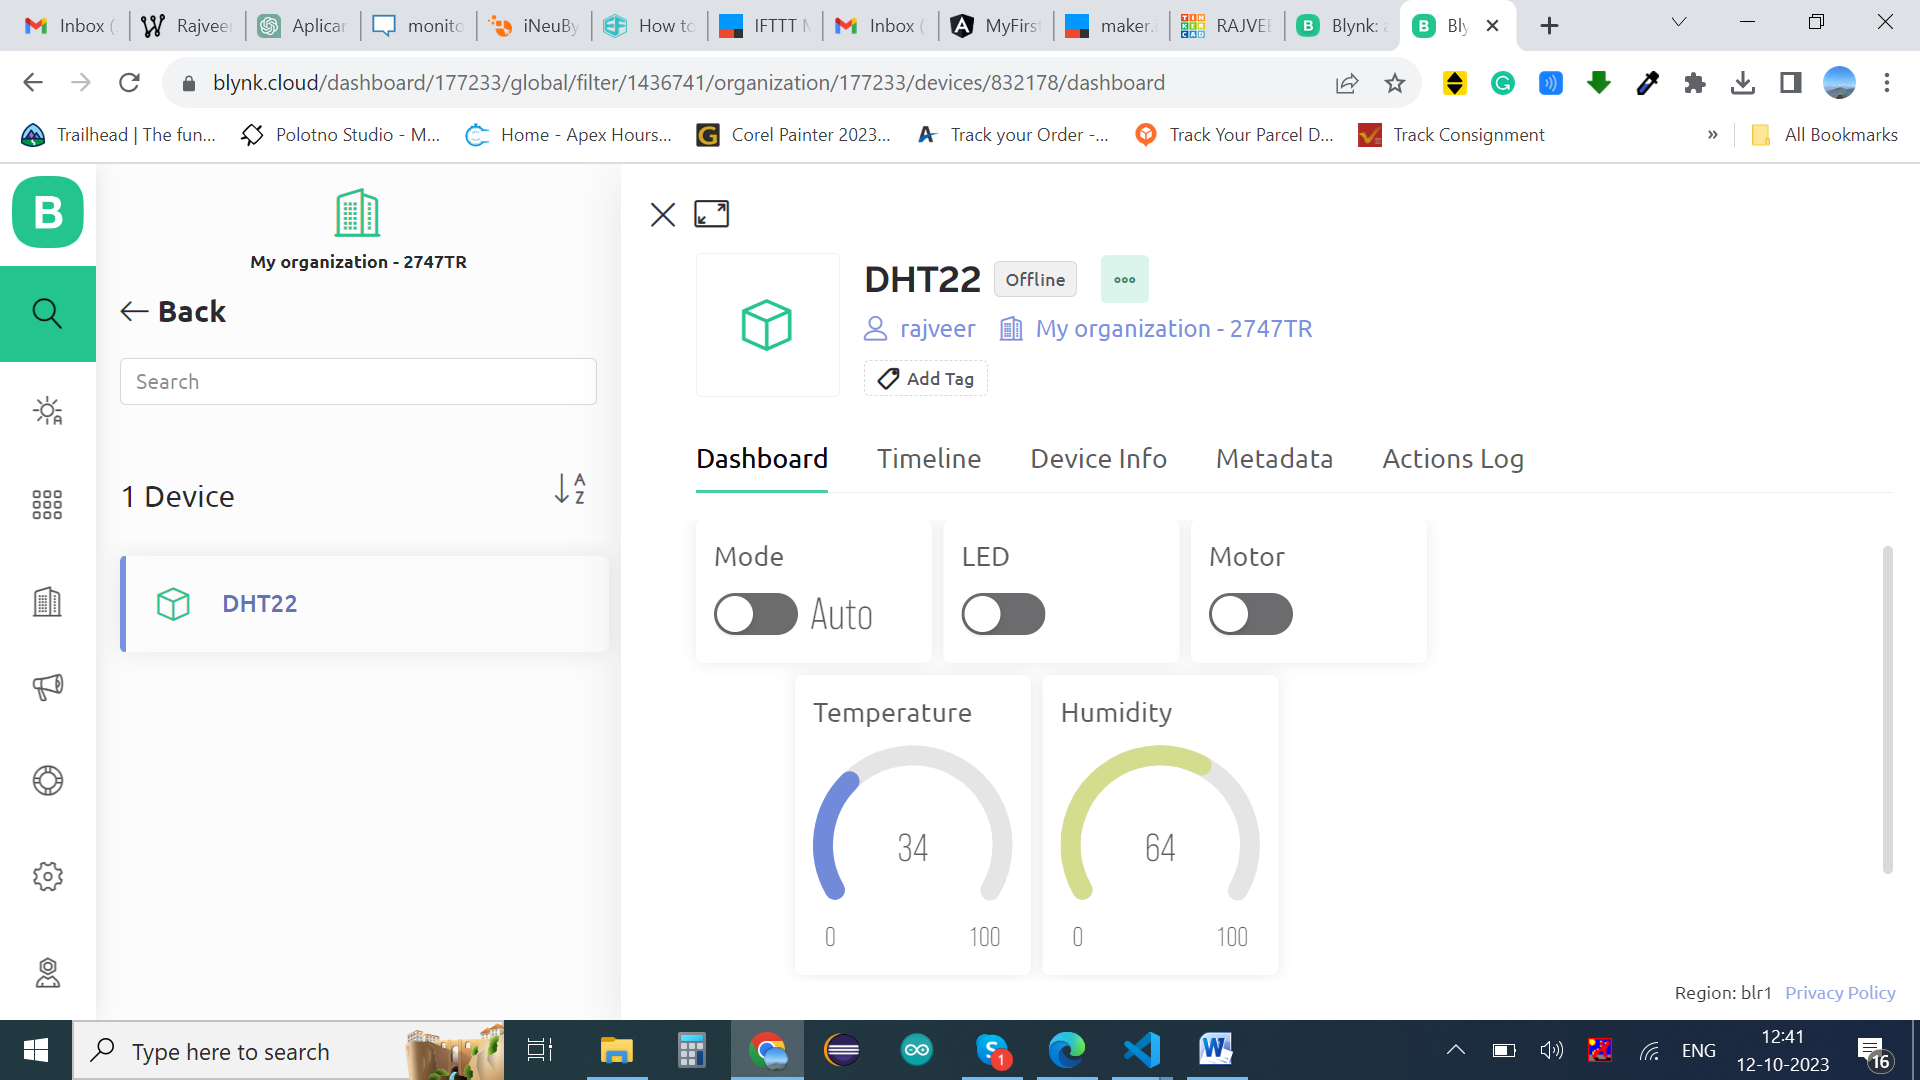 Inbox (
Rajveer
Aplicar
monito
iNeuBy
How to
IFTTT M
Inbox (
MyFirst
maker.i
RAJVEE
Blynk: a
Bly
blynk.cloud/dashboard/177233/global/filter/1436741/organization/177233/devices/832178/dashboard
Trailhead | The fun...
Polotno Studio - M...
Home - Apex Hours...
Corel Painter 2023...
Track your Order -...
Track Your Parcel D...
Track Consignment
»
All Bookmarks
B
My organization - 2747TR
Back
Search
1 Device
A
Z
DHT22
DHT22
Offline
rajveer
My organization - 2747TR
Add Tag
Dashboard
Timeline
Device Info
Metadata
Actions Log
Mode
Auto
LED
Motor
Temperature
34
0
100
Humidity
64
0
100
Region: blr1
Privacy Policy
Type here to search
1
ENG
12:41
12-10-2023
16